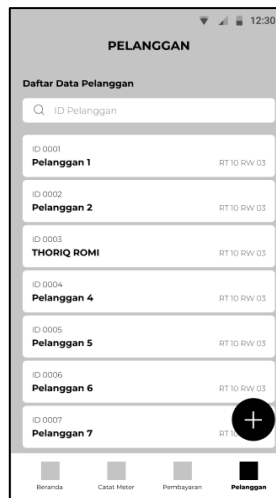 12:30
PELANGGAN
Daftar Data Pelanggan
ID Pelanggan
ID 0001
Pelanggan 1 RT 10 RW 03
ID 0002
Pelanggan 2 RT 10 RW 03
ID 0003
THORIQ ROMI RT 10 RW 03
ID 0004
Pelanggan 4 RT 10 RW 03
ID 0005
Pelanggan 5 RT 10 RW 03
ID 0006
Pelanggan 6 RT 10 RW 03
ID 0007
Pelanggan 7 RT
Beranda Catat Meter Pembayaran Pelanggan